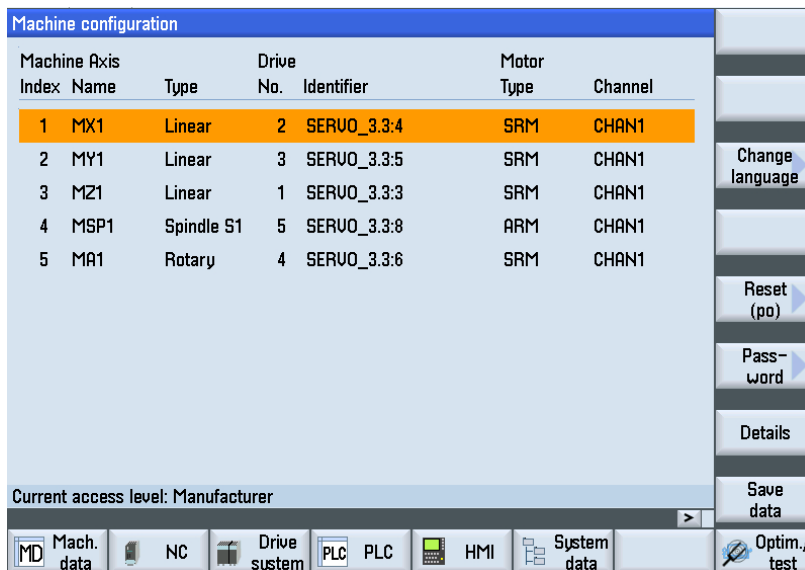 Machine configuration
Machine Axis Drive Motor
Index Name Type No. Identifier Type Channel
1 MX1 Linear 2 SERVO_3.3:4 SRM CHAN1
2 MY1 Linear 3 SERVO_3.3:5 SRM CHAN1
3 MZ1 Linear 1 SERVO_3.3:3 SRM CHAN1
4 MSP1 Spindle S1 5 SERVO_3.3:8 ARM CHAN1
5 MA1 Rotary 4 SERVO_3.3:6 SRM CHAN1
Current access level: Manufacturer
>
Change
language
Reset
(po)
Pass-
word
Details
Save
data
MD Mach.
data
NC
Drive
system
PLC PLC
HMI
System
data
Optim./
test